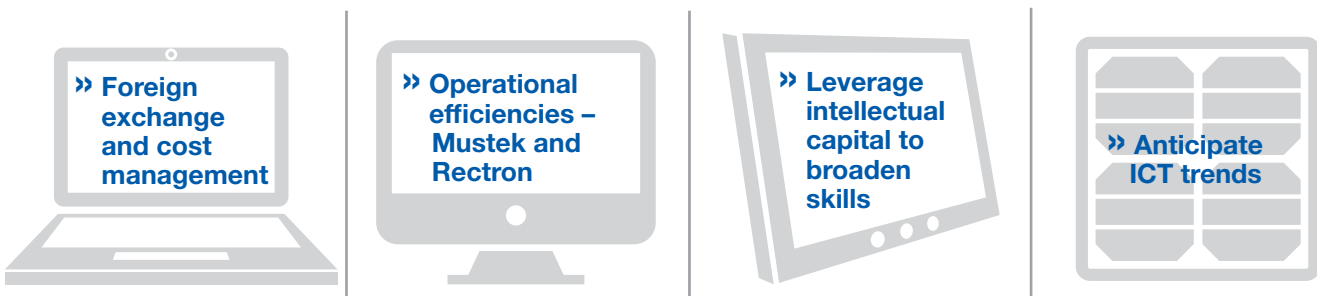 » Foreign
exchange
and cost
management
» Operational
efficiencies –
Mustek and
Rectron
» Leverage
intellectual
capital to
broaden
skills
» Anticipate
ICT trends